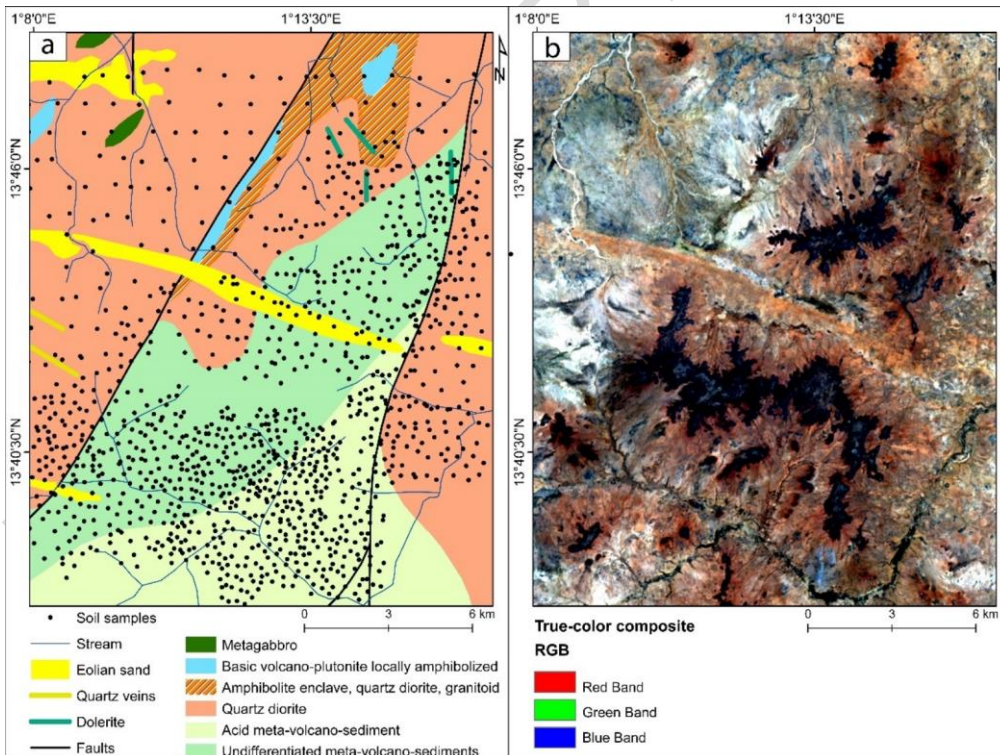 1°8'0"E 1°13'30"E
a
N
13°46'0"N
13°40'30"N
Soil samples
Stream
Eolian sand
Quartz veins
Dolerite
Faults
0 3 6 km
Metagabbro
Basic volcano-plutonite locally amphibolized
Amphibolite enclave, quartz diorite, granitoid
Quartz diorite
Acid meta-volcano-sediment
Undifferentiated meta-volcano-sediments
1°8'0"E 1°13'30"E
b
13°46'0"N
13°40'30"N
0 3 6 km
True-color composite
RGB
Red Band
Green Band
Blue Band